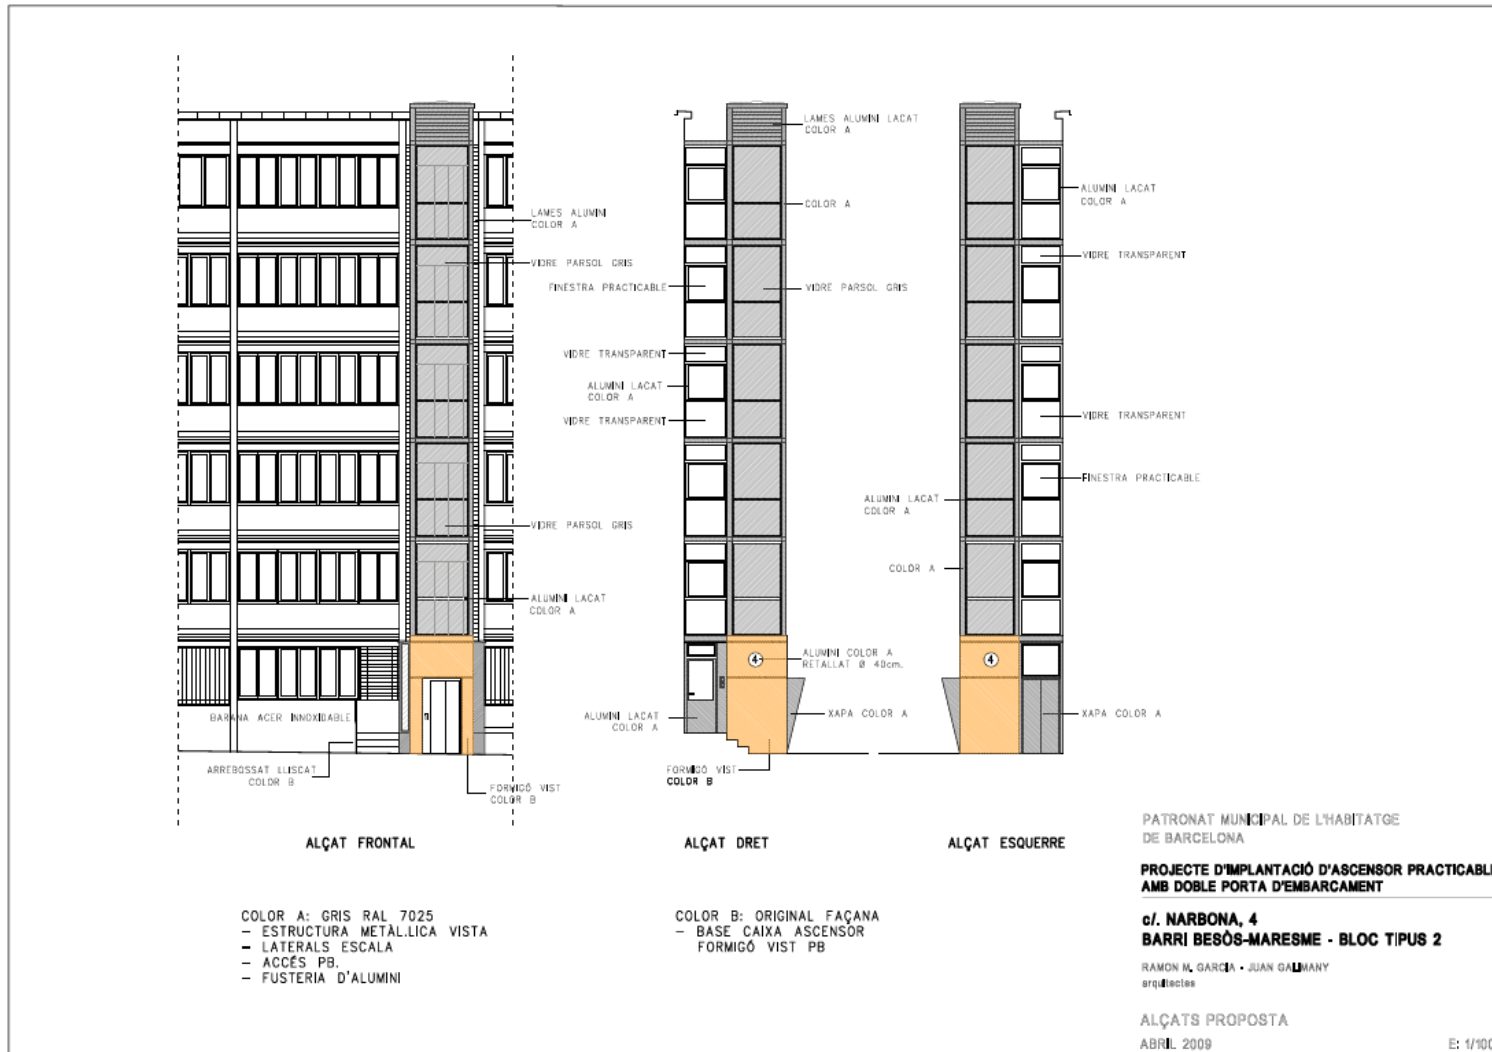 LAMES ALUMINI LACAT
COLOR A
ALUMINI LACAT
COLOR A
COLOR A
LAMES ALUMINI
COLOR A
VIDRE TRANSPARENT
VIDRE PARSOL GRIS
FINESTRA PRACTICABLE
VIDRE PARSOL GRIS
VIDRE TRANSPARENT
ALUMINI LACAT
COLOR A
VIDRE TRANSPARENT
VIDRE TRANSPARENT
FINESTRA PRACTICABLE
ALUMINI LACAT
COLOR A
VIDRE PARSOL GRIS
COLOR A
ALUMINI LACAT
COLOR A
4
ALUMINI COLOR A
RETALLAT Ø 40cm.
4
BARANA ACER INNOXIDABLE
ALUMINI LACAT
COLOR A
XAPA COLOR A
XAPA COLOR A
ARREBOSSAT LLISCAT
COLOR B
FORMIGÓ VIST
COLOR B
FORMIGÓ VIST
COLOR B
ALÇAT FRONTAL
ALÇAT DRET
ALÇAT ESQUERRE
COLOR A: GRIS RAL 7025
- ESTRUCTURA METÀL.LICA VISTA
- LATERALS ESCALA
- ACCÉS PB.
- FUSTERIA D'ALUMINI
COLOR B: ORIGINAL FAÇANA
- BASE CAIXA ASCENSOR
FORMIGÓ VIST PB
PATRONAT MUNICIPAL DE L'HABITATGE
DE BARCELONA
PROJECTE D'IMPLANTACIÓ D'ASCENSOR PRACTICABLE
AMB DOBLE PORTA D'EMBARCAMENT
c/. NARBONA, 4
BARRI BESÒS-MARESME - BLOC TIPUS 2
RAMON M. GARCIA - JUAN GALIMANY
arquitectes
ALÇATS PROPOSTA
ABRIL 2009
E: 1/100